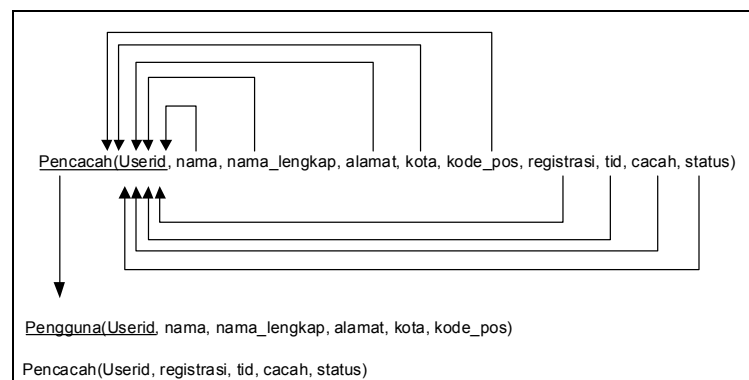 Pencacah(Userid, nama, nama_lengkap, alamat, kota, kode_pos, registrasi, tid, cacah, status)
Pengguna(Userid, nama, nama_lengkap, alamat, kota, kode_pos)
Pencacah(Userid, registrasi, tid, cacah, status)